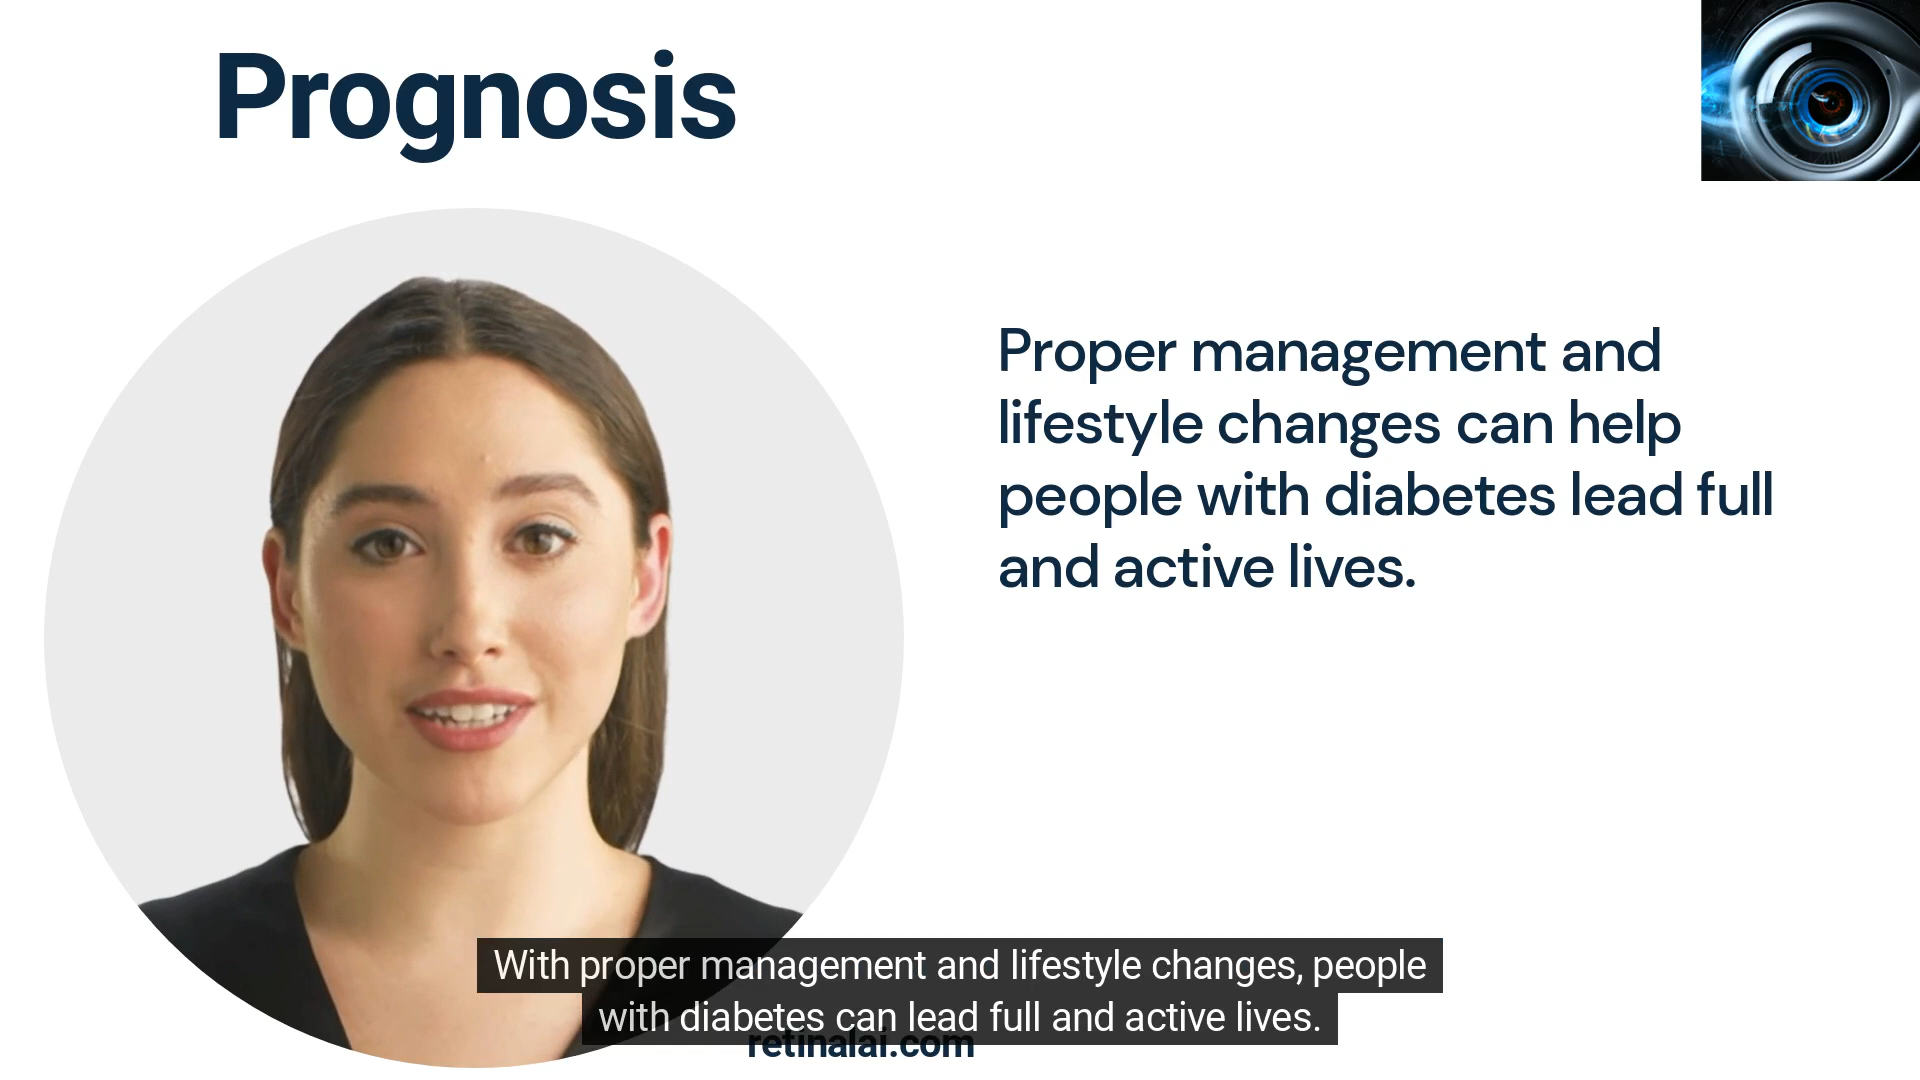 Prognosis
Proper management and
lifestyle changes can help
people with diabetes lead full
and active lives.
With proper management and lifestyle changes, people
with diabetes can lead full and active lives.
retinalai.com